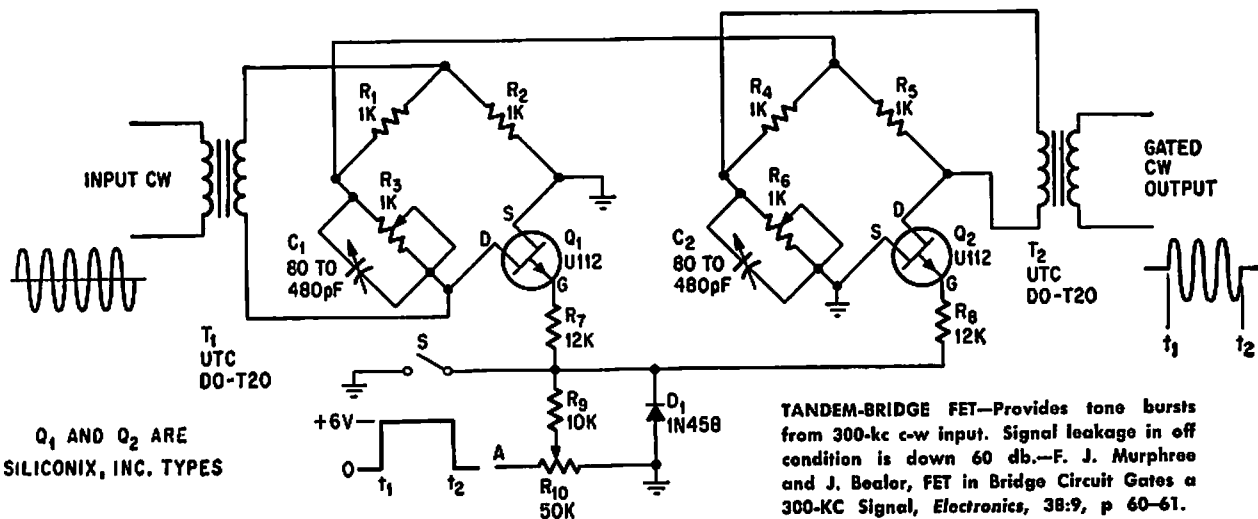 R1
1K
R2
1K
R3
1K
C1
80 TO
480pF
S
D
Q1
U112
G
R7
12K
INPUT CW
T1
UTC
DO-T20
R4
1K
R5
1K
R6
1K
C2
80 TO
480pF
D
S
Q2
U112
G
R8
12K
T2
UTC
DO-T20
GATED
CW
OUTPUT
t1
t2
S
R9
10K
D1
1N458
A
R10
50K
+6V
0
t1
t2
Q1 AND Q2 ARE
SILICONIX, INC. TYPES
TANDEM-BRIDGE FET—Provides tone bursts
from 300-kc c-w input. Signal leakage in off
condition is down 60 db.—F. J. Murphree
and J. Bealor, FET in Bridge Circuit Gates a
300-KC Signal, Electronics, 38:9, p 60–61.